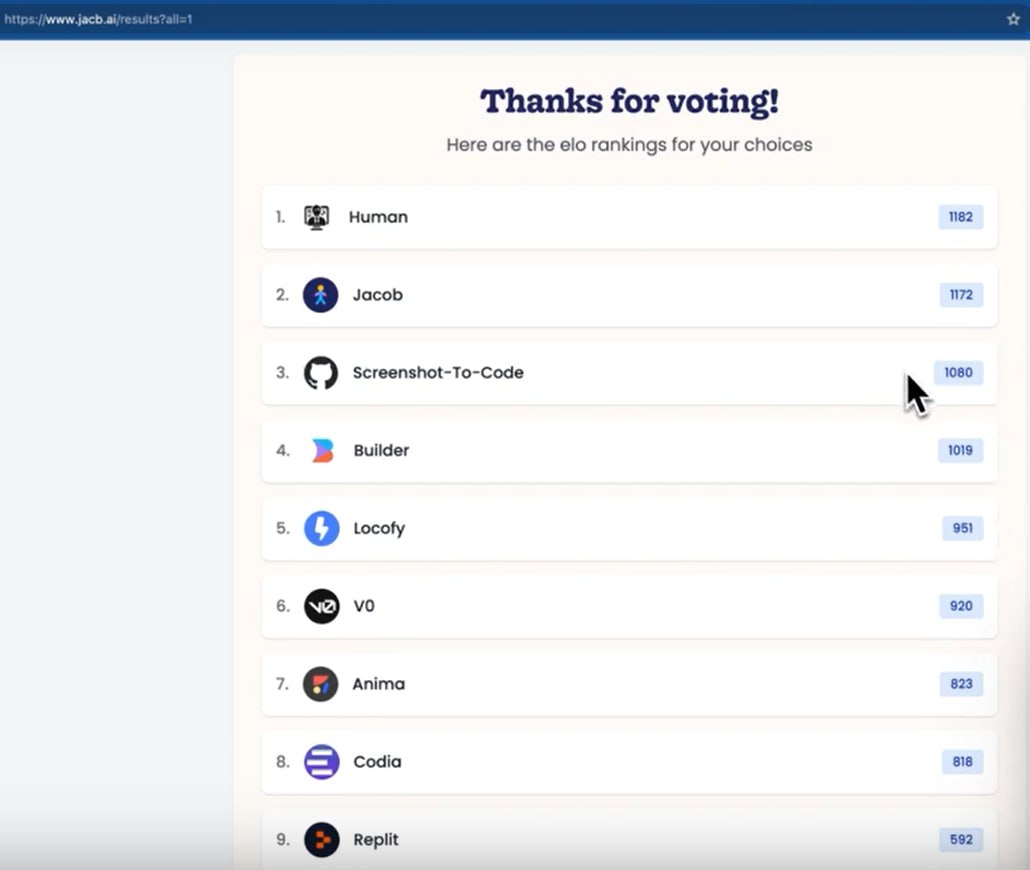 https://www.jacb.ai/results?all=1
Thanks for voting!
Here are the elo rankings for your choices
1. Human 1182
2. Jacob 1172
3. Screenshot-To-Code 1080
4. Builder 1019
5. Locofy 951
6. v0 V0 920
7. Anima 823
8. Codia 818
9. Replit 592